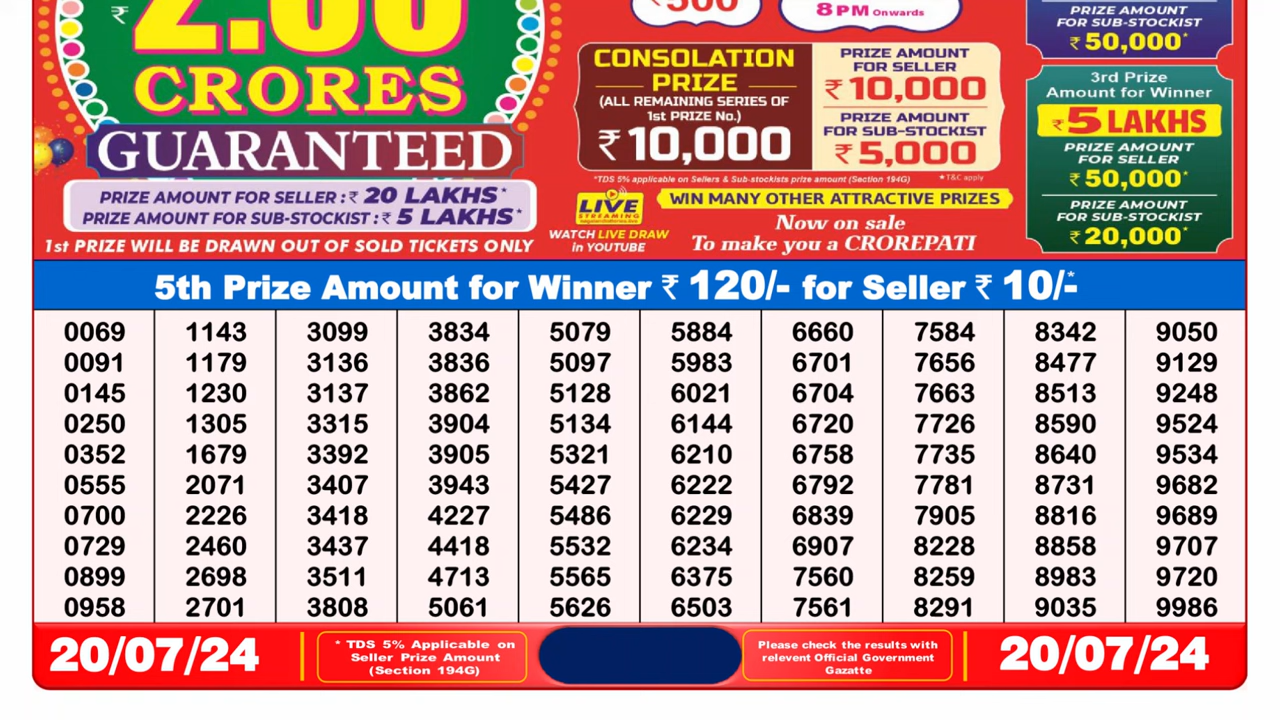 ₹ 2.00
CRORES
GUARANTEED
PRIZE AMOUNT FOR SELLER : ₹ 20 LAKHS*
PRIZE AMOUNT FOR SUB-STOCKIST : ₹ 5 LAKHS*
1st PRIZE WILL BE DRAWN OUT OF SOLD TICKETS ONLY
₹500
8 PM Onwards
CONSOLATION
PRIZE
(ALL REMAINING SERIES OF
1st PRIZE No.)
₹ 10,000
PRIZE AMOUNT
FOR SELLER
₹ 10,000
PRIZE AMOUNT
FOR SUB-STOCKIST
₹ 5,000
*TDS 5% applicable on Sellers & Sub-stockists prize amount (Section 194G)
★T&C apply
LIVE
STREAMING
WATCH LIVE DRAW
in YOUTUBE
WIN MANY OTHER ATTRACTIVE PRIZES
Now on sale
To make you a CROREPATI
PRIZE AMOUNT
FOR SUB-STOCKIST
₹ 50,000*
3rd Prize
Amount for Winner
₹ 5 LAKHS
PRIZE AMOUNT
FOR SELLER
₹ 50,000*
PRIZE AMOUNT
FOR SUB-STOCKIST
₹ 20,000*
5th Prize Amount for Winner ₹ 120/- for Seller ₹ 10/-*
0069 1143 3099 3834 5079 5884 6660 7584 8342 9050
0091 1179 3136 3836 5097 5983 6701 7656 8477 9129
0145 1230 3137 3862 5128 6021 6704 7663 8513 9248
0250 1305 3315 3904 5134 6144 6720 7726 8590 9524
0352 1679 3392 3905 5321 6210 6758 7735 8640 9534
0555 2071 3407 3943 5427 6222 6792 7781 8731 9682
0700 2226 3418 4227 5486 6229 6839 7905 8816 9689
0729 2460 3437 4418 5532 6234 6907 8228 8858 9707
0899 2698 3511 4713 5565 6375 7560 8259 8983 9720
0958 2701 3808 5061 5626 6503 7561 8291 9035 9986
20/07/24
* TDS 5% Applicable on
Seller Prize Amount
(Section 194G)
Please check the results with
relevent Official Government
Gazatte
20/07/24